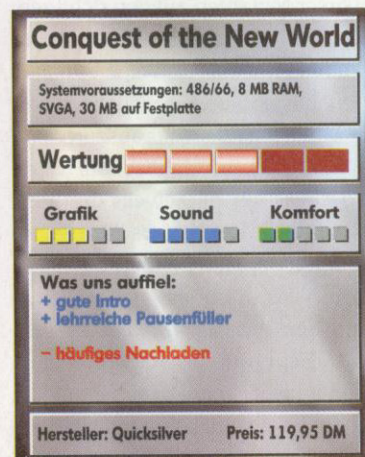 Conquest of the New World
Systemvoraussetzungen: 486/66, 8 MB RAM,
SVGA, 30 MB auf Festplatte
Wertung
Grafik Sound Komfort
Was uns auffiel:
+ gute Intro
+ lehrreiche Pausenfüller
– häufiges Nachladen
Hersteller: Quicksilver Preis: 119,95 DM